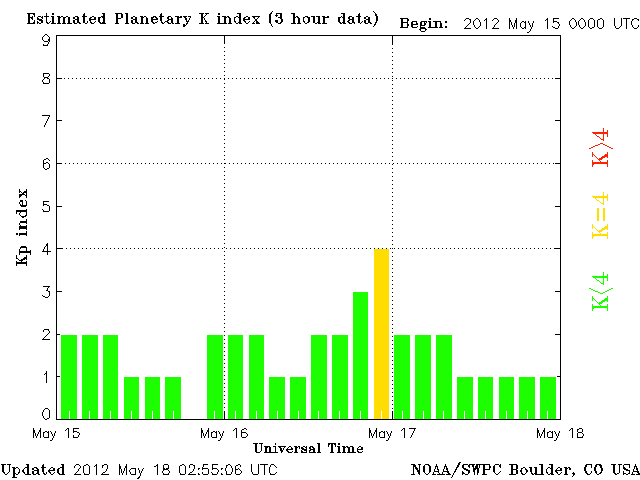 Estimated Planetary K index (3 hour data) Begin: 2012 May 15 0000 UTC
9
8
7
6
5
4
3
2
1
0
Kp index
K>4
K=4
K<4
May 15 May 16 May 17 May 18
Universal Time
Updated 2012 May 18 02:55:06 UTC NOAA/SWPC Boulder, CO USA